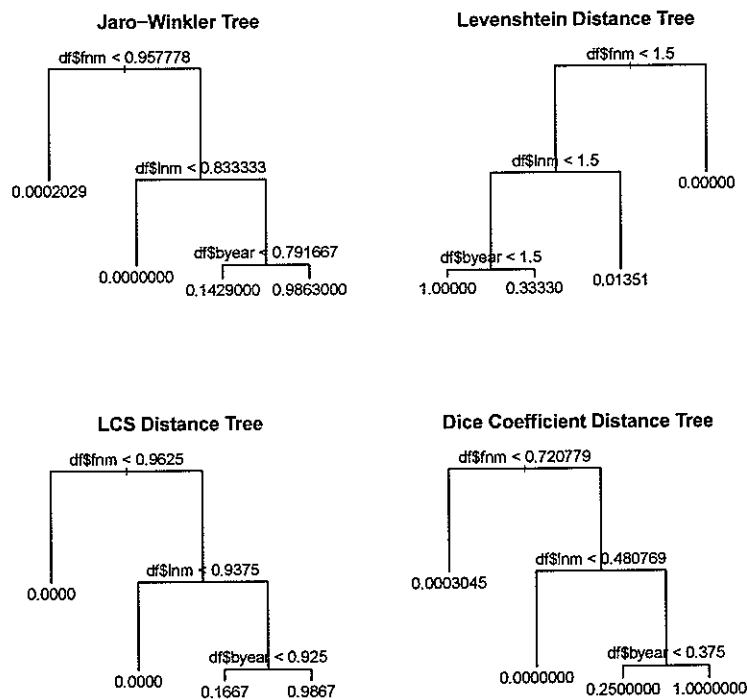 Jaro-Winkler Tree
df$fnm < 0.957778
df$lnm < 0.833333
0.0002029
df$byear < 0.791667
0.0000000
0.1429000 0.9863000
Levenshtein Distance Tree
df$fnm < 1.5
df$lnm < 1.5
0.00000
df$byear < 1.5
1.00000 0.33330
0.01351
LCS Distance Tree
df$fnm < 0.9625
df$lnm < 0.9375
0.0000
df$byear < 0.925
0.0000
0.1667 0.9867
Dice Coefficient Distance Tree
df$fnm < 0.720779
df$lnm < 0.480769
0.0003045
df$byear < 0.375
0.0000000
0.2500000 1.0000000